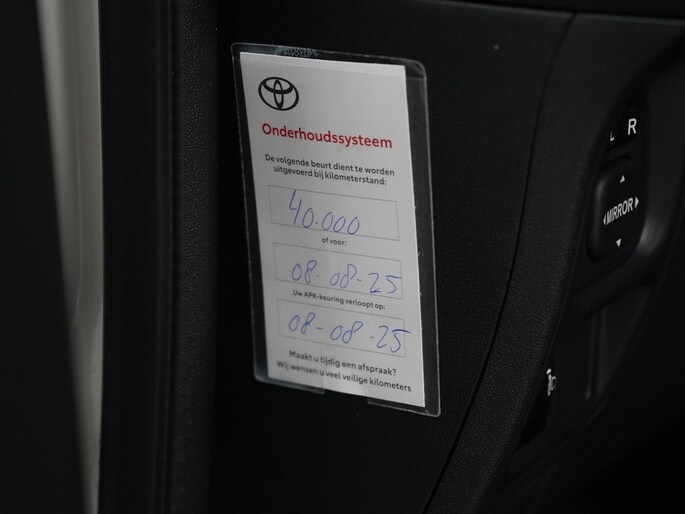 Onderhoudssysteem
De volgende beurt dient te worden
uitgevoerd bij kilometerstand:
40.000
of voor:
08-08-25
Uw APK-keuring verloopt op:
08-08-25
Maakt u tijdig een afspraak?
Wij wensen u veel veilige kilometers
L R
MIRROR